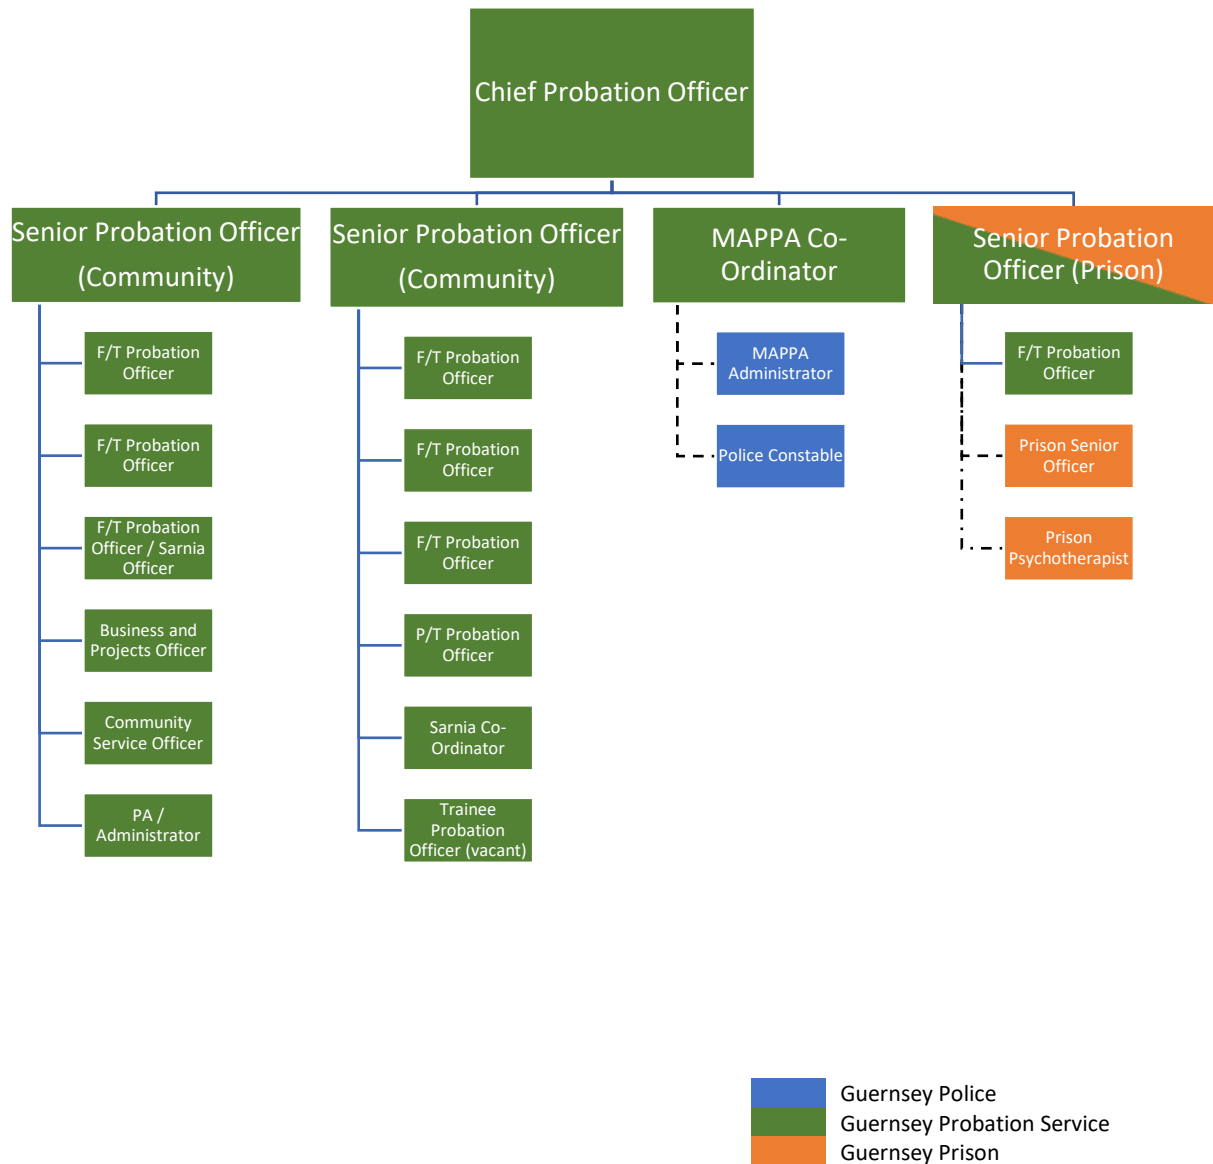 Chief Probation Officer
Senior Probation Officer
(Community)
Senior Probation Officer
(Community)
MAPPA Co-
Ordinator
Senior Probation
Officer (Prison)
F/T Probation
Officer
F/T Probation
Officer
F/T Probation
Officer / Sarnia
Officer
Business and
Projects Officer
Community
Service Officer
PA /
Administrator
F/T Probation
Officer
F/T Probation
Officer
F/T Probation
Officer
P/T Probation
Officer
Sarnia Co-
Ordinator
Trainee
Probation
Officer (vacant)
MAPPA
Administrator
Police Constable
F/T Probation
Officer
Prison Senior
Officer
Prison
Psychotherapist
Guernsey Police
Guernsey Probation Service
Guernsey Prison